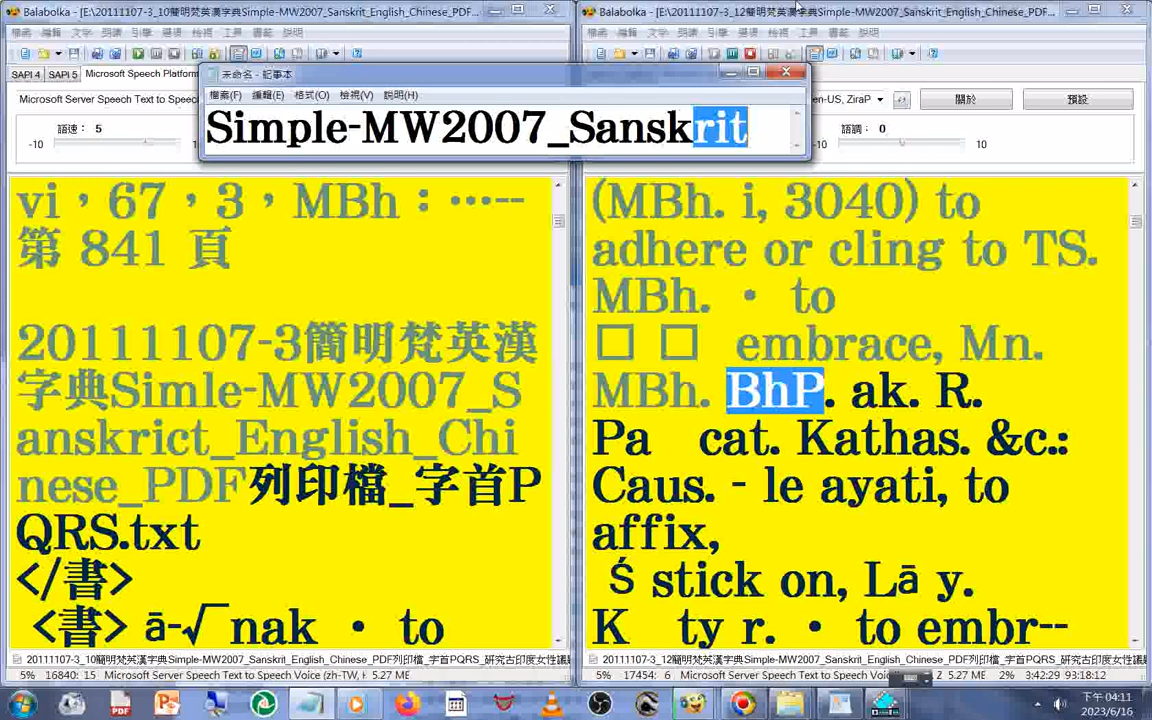 Balabolka - [E:\20111107-3_10簡明梵英漢字典Simple-MW2007_Sanskrit_English_Chinese_PDF...
Balabolka - [E:\20111107-3_12簡明梵英漢字典Simple-MW2007_Sanskrit_English_Chinese_PDF...
SAPI 4 SAPI 5 Microsoft Speech Platform
未命名 - 記事本
檔案(F) 編輯(E) 格式(O) 檢視(V) 說明(H)
Simple-MW2007_Sanskrit
Microsoft Server Speech Text to Speec
en-US, ZiraP
關於
預設
語速： 5
-10
語調： 0
-10
10
vi，67，3，MBh：…--
第 841 頁
20111107-3簡明梵英漢
字典Simle-MW2007_S
anskrict_English_Chi
nese_PDF列印檔_字首P
QRS.txt
</書>
<書> ā-√nak • to
(MBh. i, 3040) to
adhere or cling to TS.
MBh. • to
□ □ embrace, Mn.
MBh. BhP. ak. R.
Pa cat. Kathas. &c.:
Caus. - le ayati, to
affix,
Ś stick on, Lā y.
K ty r. • to embr--
20111107-3_10簡明梵英漢字典Simple-MW2007_Sanskrit_English_Chinese_PDF列印檔_字首PQRS_研究古印度女性議
20111107-3_12簡明梵英漢字典Simple-MW2007_Sanskrit_English_Chinese_PDF列印檔_字首PQRS_研究古印度女性議
5% 16840: 15 Microsoft Server Speech Text to Speech Voice (zh-TW, H 5.27 ME
5% 17454: 6 Microsoft Server Speech Text to Speech Voice 2 5.27 ME 2% 3:42:29 93:18:12
下午 04:11
2023/6/16